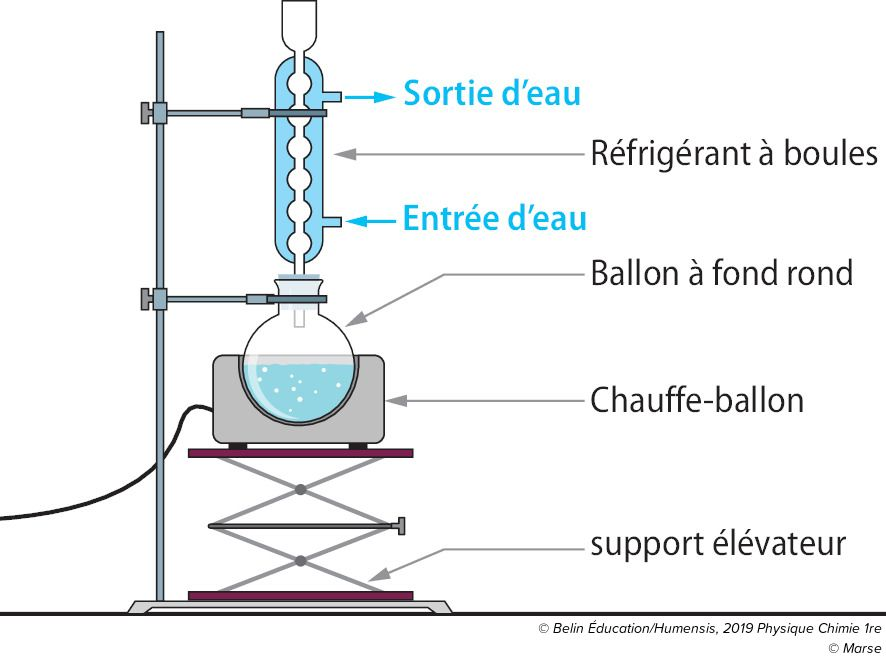 Sortie d'eau
Réfrigérant à boules
Entrée d'eau
Ballon à fond rond
Chauffe-ballon
support élévateur
© Belin Éducation/Humensis, 2019 Physique Chimie 1re
© Marse